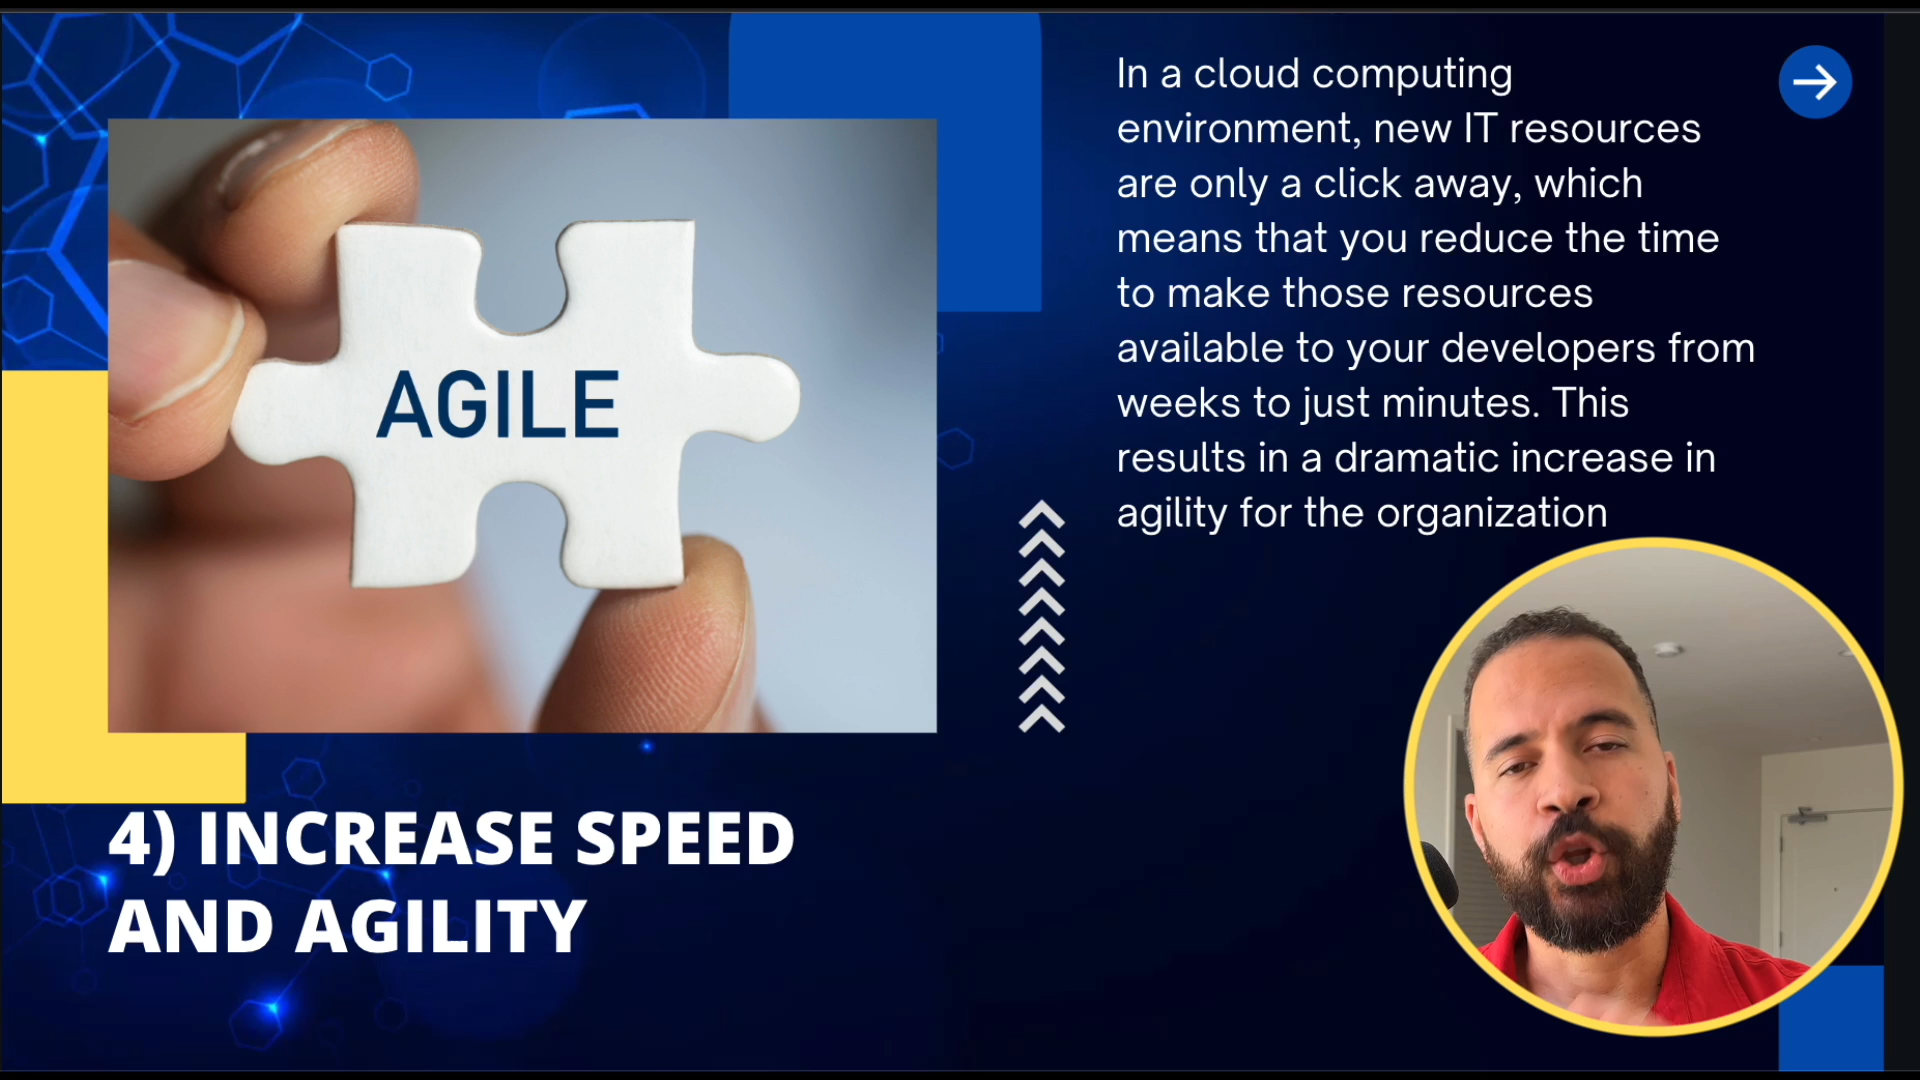 In a cloud computing
environment, new IT resources
are only a click away, which
means that you reduce the time
to make those resources
available to your developers from
weeks to just minutes. This
results in a dramatic increase in
agility for the organization
AGILE
4) INCREASE SPEED
AND AGILITY